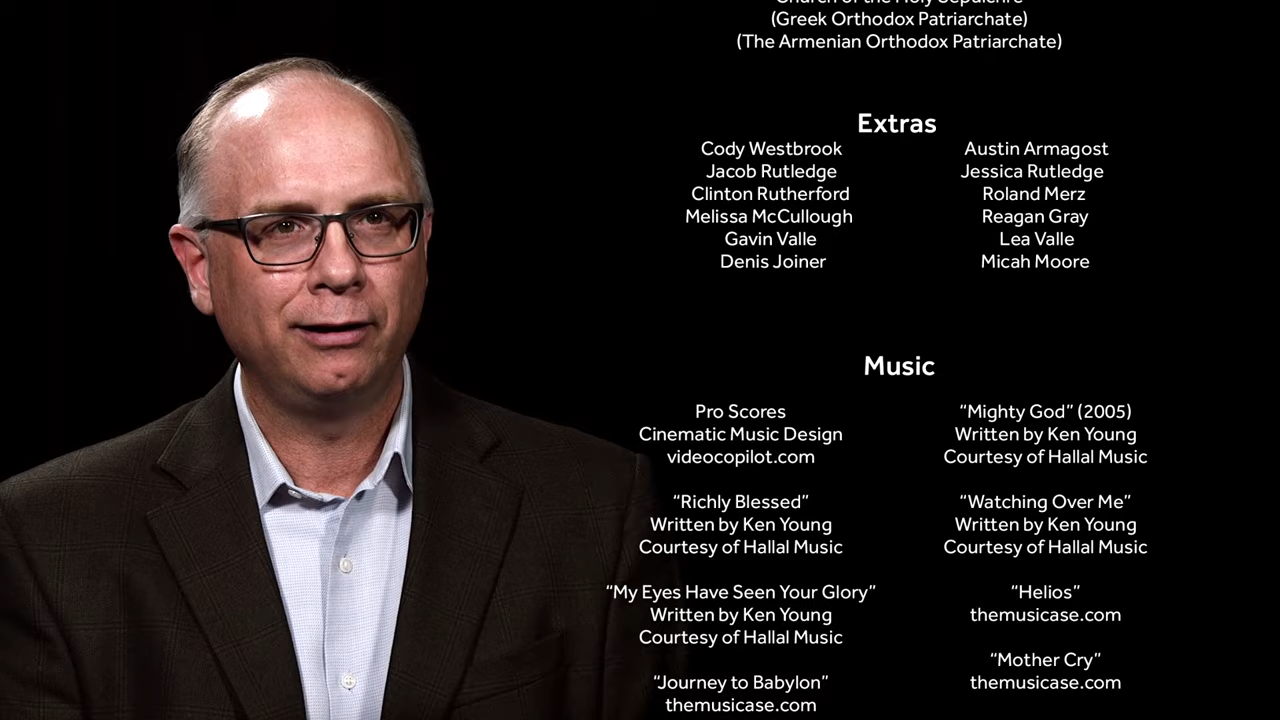 Church of the Holy Sepulchre
(Greek Orthodox Patriarchate)
(The Armenian Orthodox Patriarchate)
Extras
Cody Westbrook
Jacob Rutledge
Clinton Rutherford
Melissa McCullough
Gavin Valle
Denis Joiner
Austin Armagost
Jessica Rutledge
Roland Merz
Reagan Gray
Lea Valle
Micah Moore
Music
Pro Scores
Cinematic Music Design
videocopilot.com
“Richly Blessed”
Written by Ken Young
Courtesy of Hallal Music
“My Eyes Have Seen Your Glory”
Written by Ken Young
Courtesy of Hallal Music
“Journey to Babylon”
themusicase.com
“Mighty God” (2005)
Written by Ken Young
Courtesy of Hallal Music
“Watching Over Me”
Written by Ken Young
Courtesy of Hallal Music
“Helios”
themusicase.com
“Mother Cry”
themusicase.com